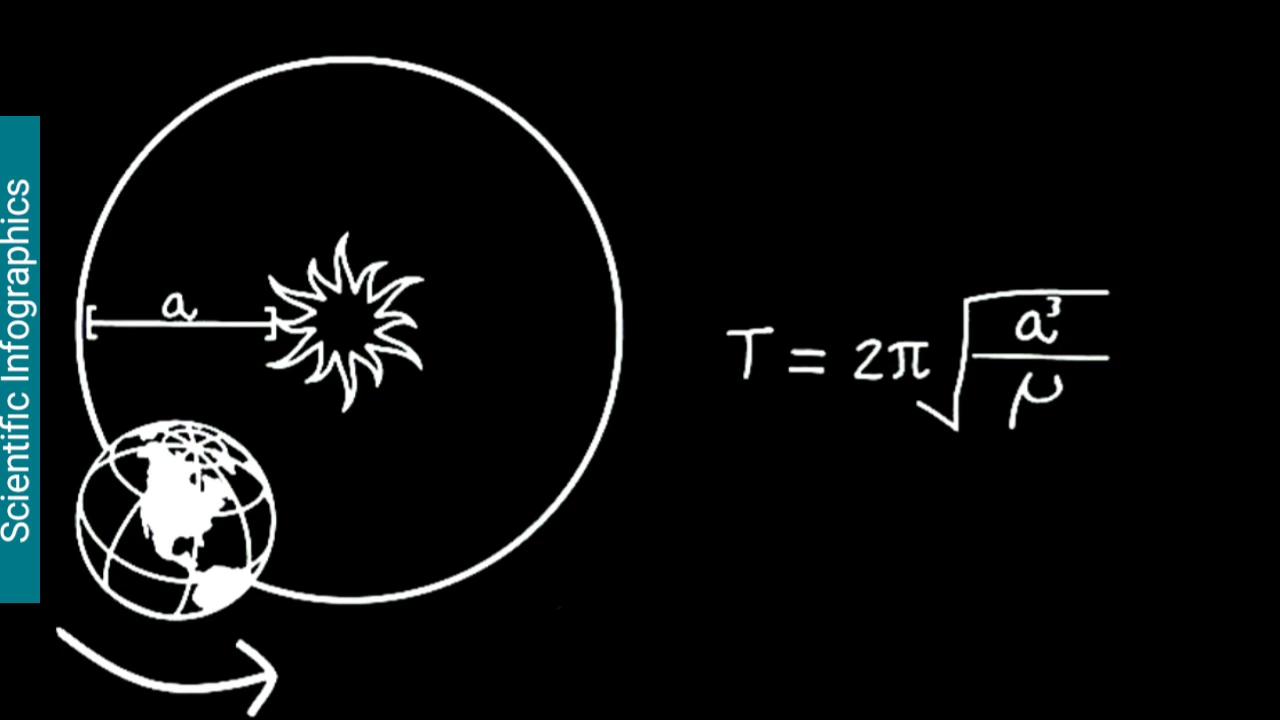 Scientific Infographics
a
T = 2π√(a³/μ)